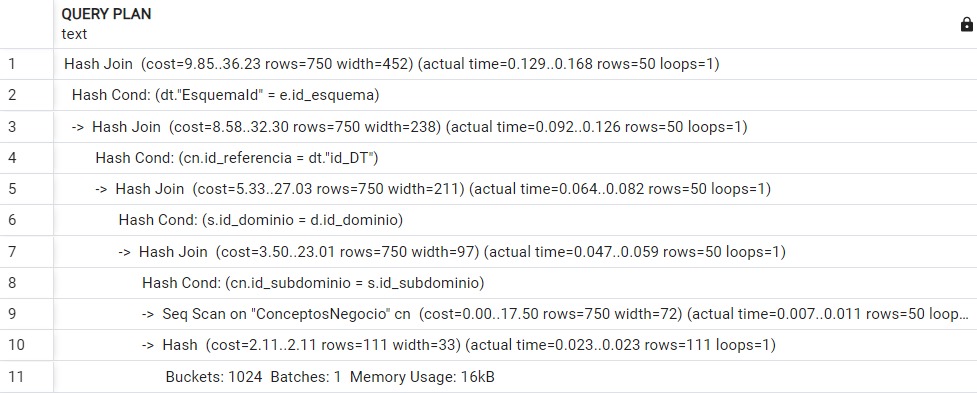 QUERY PLAN
text
1 Hash Join (cost=9.85..36.23 rows=750 width=452) (actual time=0.129..0.168 rows=50 loops=1)
2 Hash Cond: (dt."EsquemaId" = e.id_esquema)
3 -> Hash Join (cost=8.58..32.30 rows=750 width=238) (actual time=0.092..0.126 rows=50 loops=1)
4 Hash Cond: (cn.id_referencia = dt."id_DT")
5 -> Hash Join (cost=5.33..27.03 rows=750 width=211) (actual time=0.064..0.082 rows=50 loops=1)
6 Hash Cond: (s.id_dominio = d.id_dominio)
7 -> Hash Join (cost=3.50..23.01 rows=750 width=97) (actual time=0.047..0.059 rows=50 loops=1)
8 Hash Cond: (cn.id_subdominio = s.id_subdominio)
9 -> Seq Scan on "ConceptosNegocio" cn (cost=0.00..17.50 rows=750 width=72) (actual time=0.007..0.011 rows=50 loop…
10 -> Hash (cost=2.11..2.11 rows=111 width=33) (actual time=0.023..0.023 rows=111 loops=1)
11 Buckets: 1024 Batches: 1 Memory Usage: 16kB